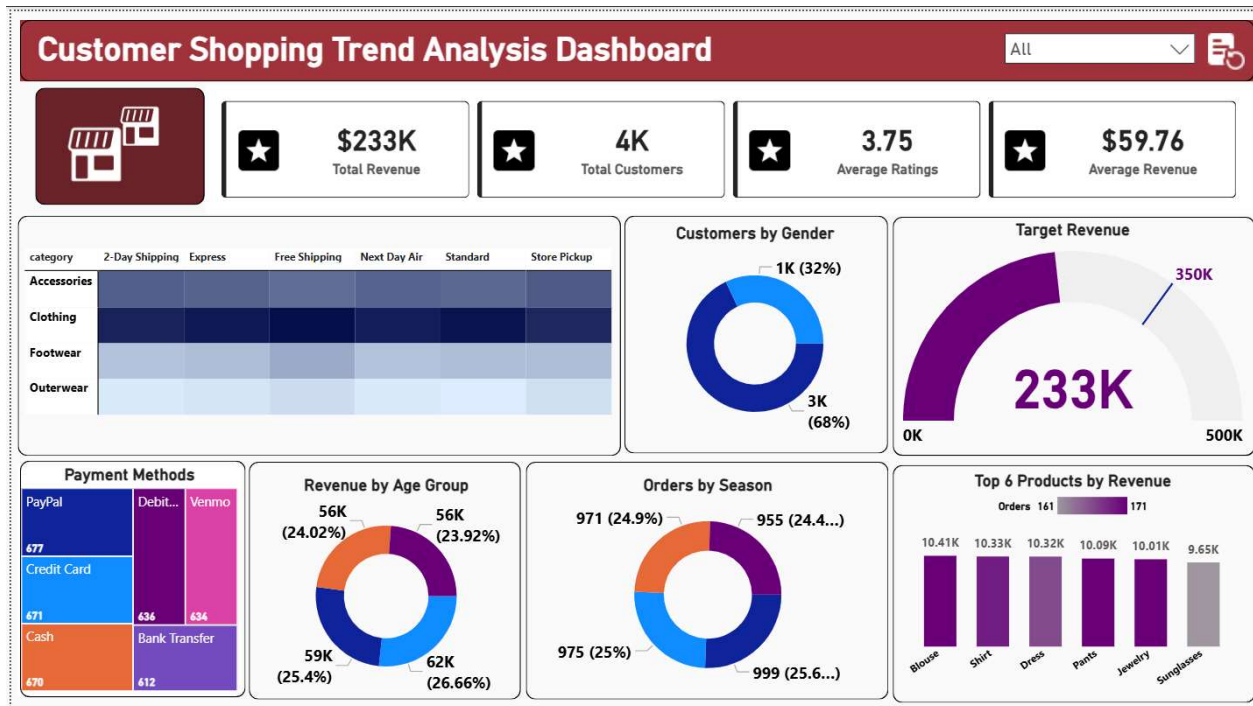 Customer Shopping Trend Analysis Dashboard
All
$233K
Total Revenue
4K
Total Customers
3.75
Average Ratings
$59.76
Average Revenue
category 2-Day Shipping Express Free Shipping Next Day Air Standard Store Pickup
Accessories
Clothing
Footwear
Outerwear
Customers by Gender
1K (32%)
3K
(68%)
Target Revenue
350K
233K
0K
500K
Payment Methods
PayPal
677
Credit Card
671
Cash
670
Debit...
636
Venmo
634
Bank Transfer
612
Revenue by Age Group
56K
(24.02%)
56K
(23.92%)
59K
(25.4%)
62K
(26.66%)
Orders by Season
971 (24.9%)
955 (24.4...)
975 (25%)
999 (25.6...)
Top 6 Products by Revenue
Orders 161 171
10.41K 10.33K 10.32K 10.09K 10.01K 9.65K
Blouse Shirt Dress Pants Jewelry Sunglasses